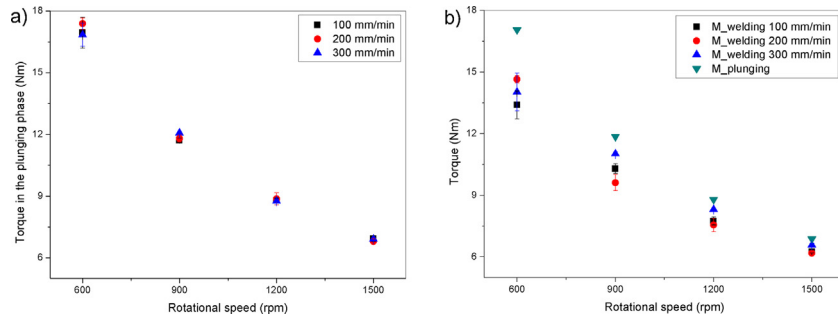 a)
18
15
12
9
6
600
900
1200
1500
Torque in the plunging phase (Nm)
Rotational speed (rpm)
100 mm/min
200 mm/min
300 mm/min
b)
18
15
12
9
6
600
900
1200
1500
Torque (Nm)
Rotational speed (rpm)
M_welding 100 mm/min
M_welding 200 mm/min
M_welding 300 mm/min
M_plunging